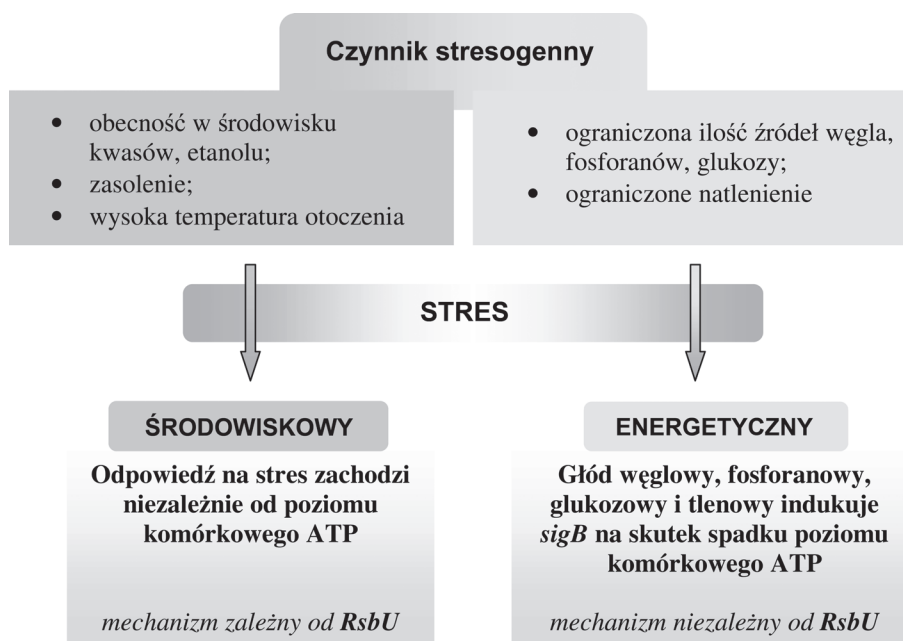 Czynnik stresogenny
• obecność w środowisku
kwasów, etanolu;
• zasolenie;
• wysoka temperatura otoczenia
• ograniczona ilość źródeł węgla,
fosforanów, glukozy;
• ograniczone natlenienie
STRES
ŚRODOWISKOWY
Odpowiedź na stres zachodzi
niezależnie od poziomu
komórkowego ATP
mechanizm zależny od RsbU
ENERGETYCZNY
Głód węglowy, fosforanowy,
glukozowy i tlenowy indukuje
sigB na skutek spadku poziomu
komórkowego ATP
mechanizm niezależny od RsbU